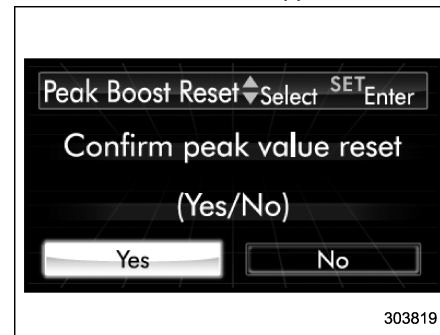 Peak Boost Reset Select SET Enter
Confirm peak value reset
(Yes/No)
Yes No
303819